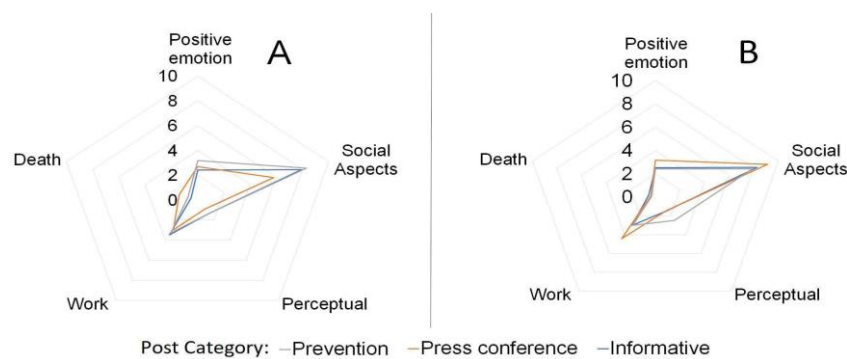 Positive
emotion
A
10
8
6
4
2
0
Death
Social
Aspects
Work
Perceptual
Positive
emotion
B
10
8
6
4
2
0
Death
Social
Aspects
Work
Perceptual
Post Category: Prevention Press conference Informative